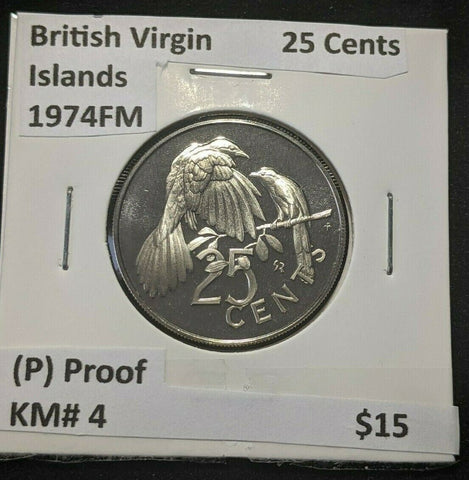 British Virgin 25 Cents
Islands
1974FM
25
CENTS
(P) Proof
KM# 4 $15